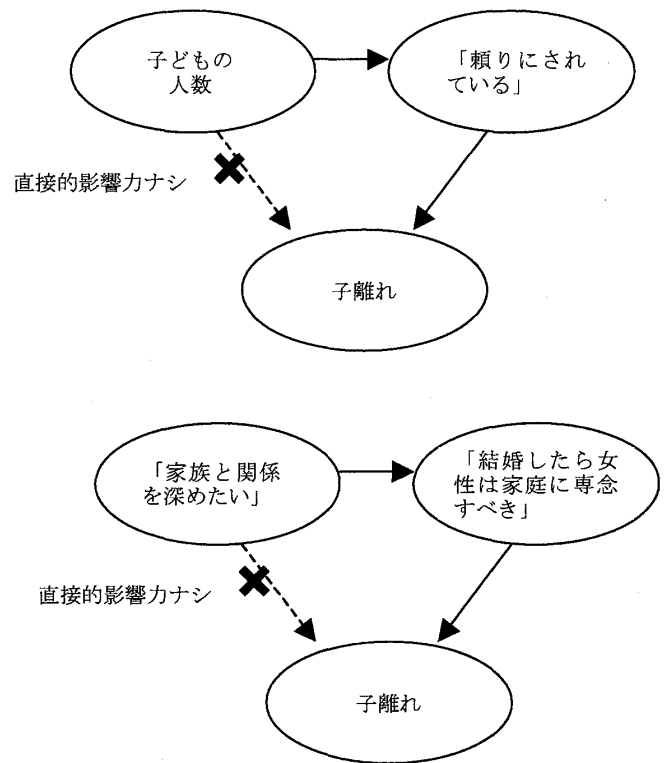 子どもの
人数
「頼りにされ
ている」
直接的影響力ナシ
子離れ
「家族と関係
を深めたい」
「結婚したら女
性は家庭に専念
すべき」
直接的影響力ナシ
子離れ